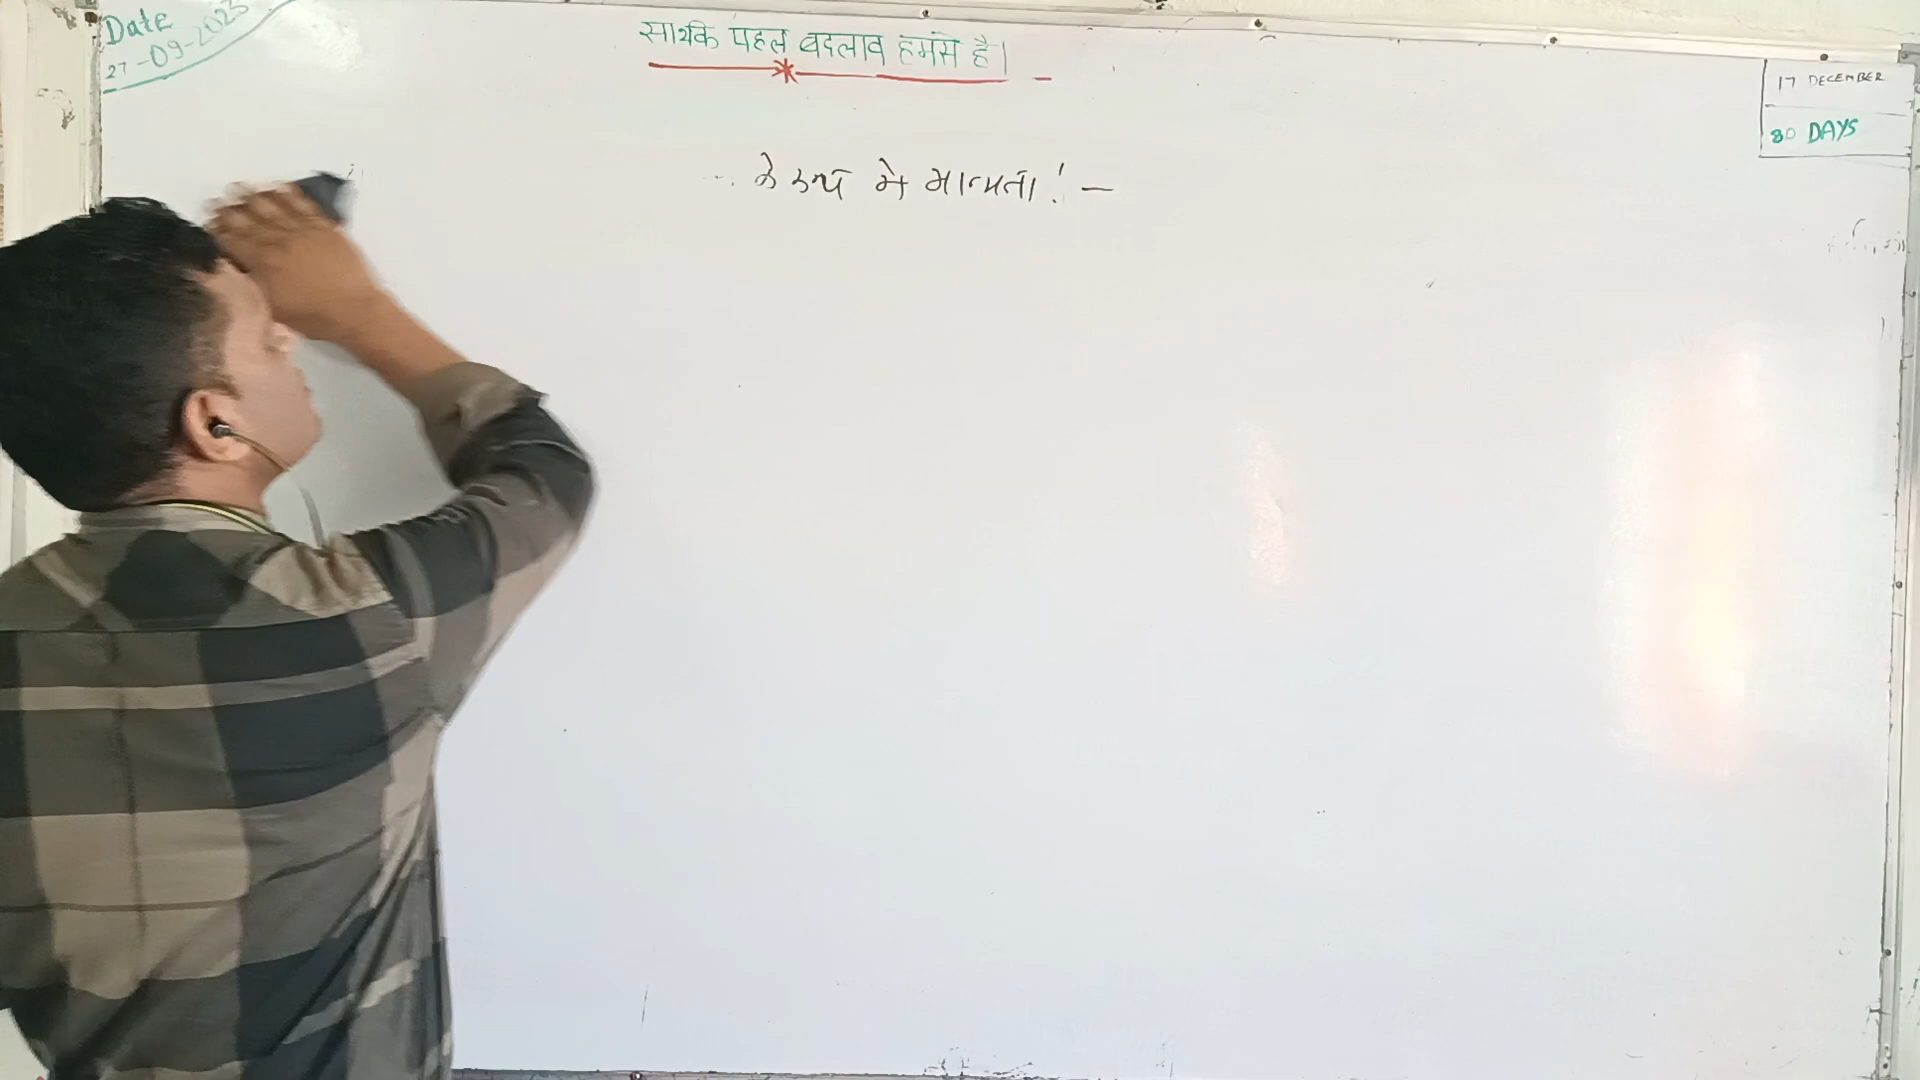 Date
27-09-2023
सार्थक पहल बदलाव हमसे है।
17 DECEMBER
80 DAYS
के रूप में मान्यता! —